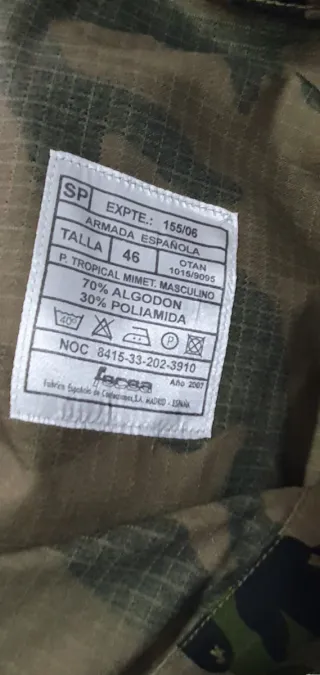 SP EXPTE.: 155/06
ARMADA ESPAÑOLA
TALLA 46 OTAN 1015/9095
P. TROPICAL MIMET. MASCULINO
70% ALGODON
30% POLIAMIDA
40° P
NOC 8415-33-202-3910
fecsa Año 2007
Fabrica Española de Confecciones, S.A. MADRID - ESPAÑA